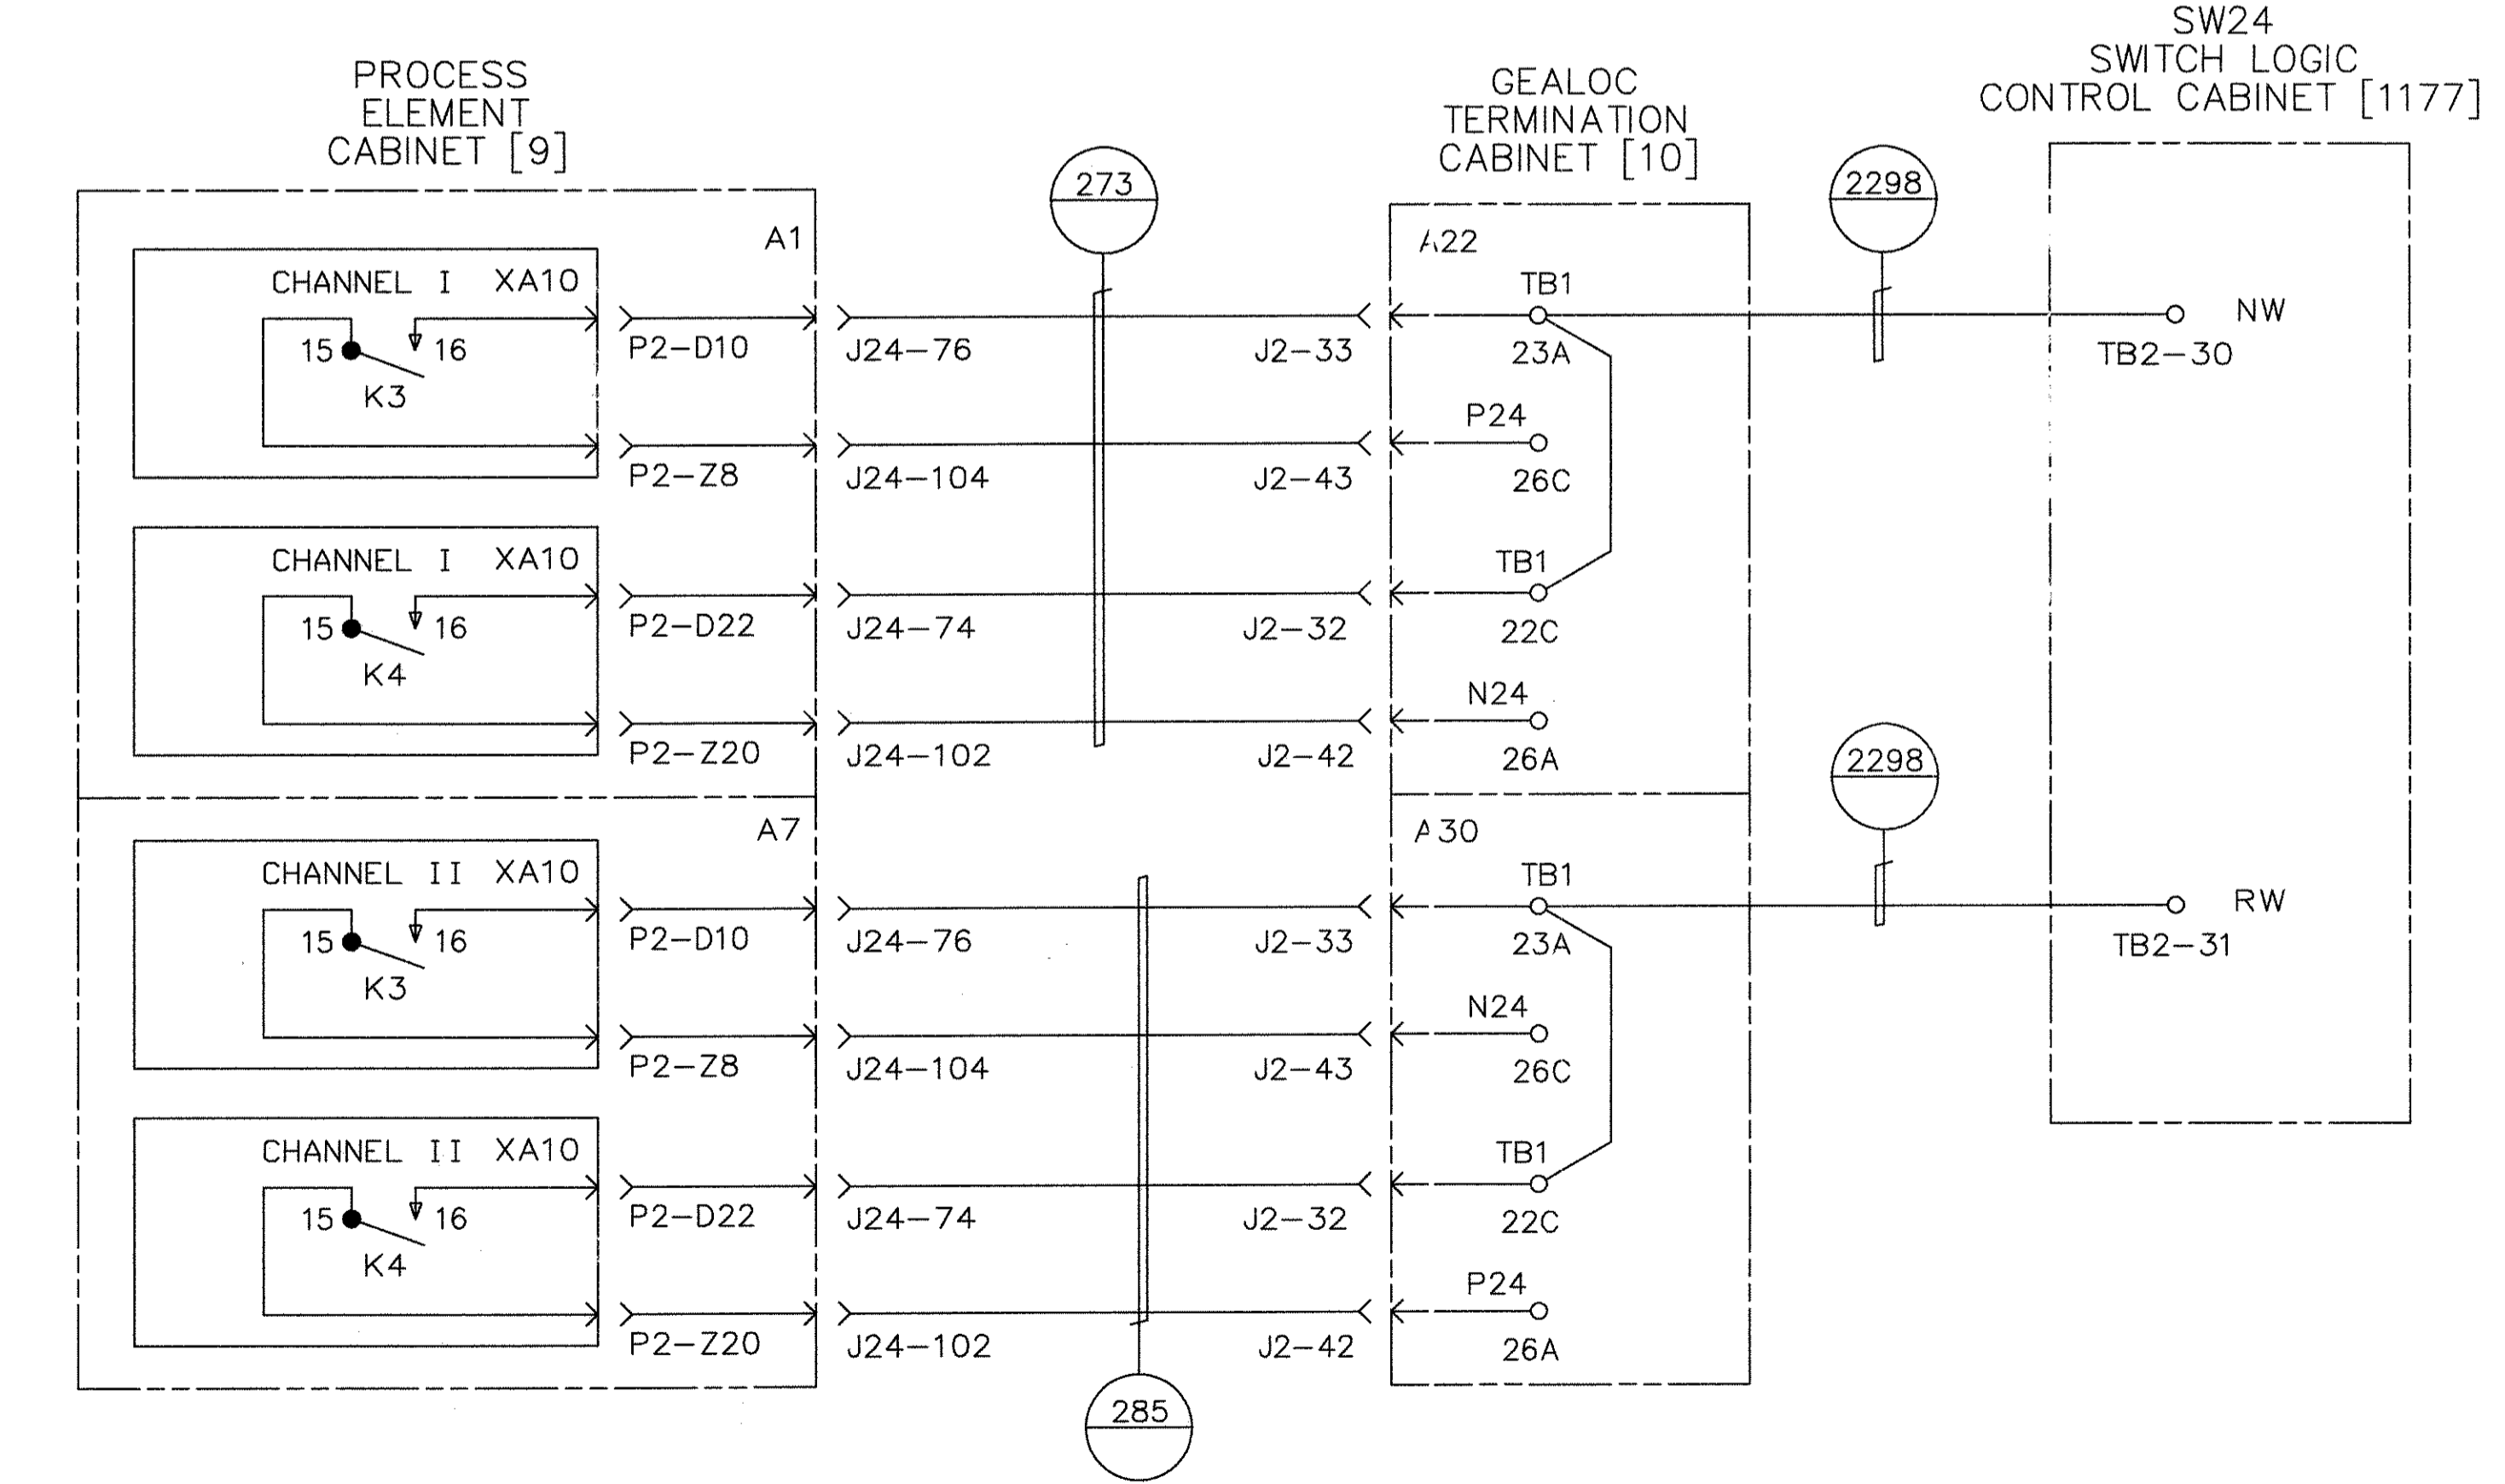 SW24
SWITCH LOGIC
CONTROL CABINET [1177]
PROCESS
ELEMENT
CABINET [9]
GEALOC
TERMINATION
CABINET [10]
273
2298
A1
A22
CHANNEL I XA10
TB1
NW
15 16
K3
P2-D10
J24-76
J2-33
23A
TB2-30
P24
P2-Z8
J24-104
J2-43
26C
CHANNEL I XA10
TB1
15 16
K4
P2-D22
J24-74
J2-32
22C
N24
P2-Z20
J24-102
J2-42
26A
2298
A7
A30
CHANNEL II XA10
TB1
RW
15 16
K3
P2-D10
J24-76
J2-33
23A
TB2-31
N24
P2-Z8
J24-104
J2-43
26C
CHANNEL II XA10
TB1
15 16
K4
P2-D22
J24-74
J2-32
22C
P24
P2-Z20
J24-102
J2-42
26A
285